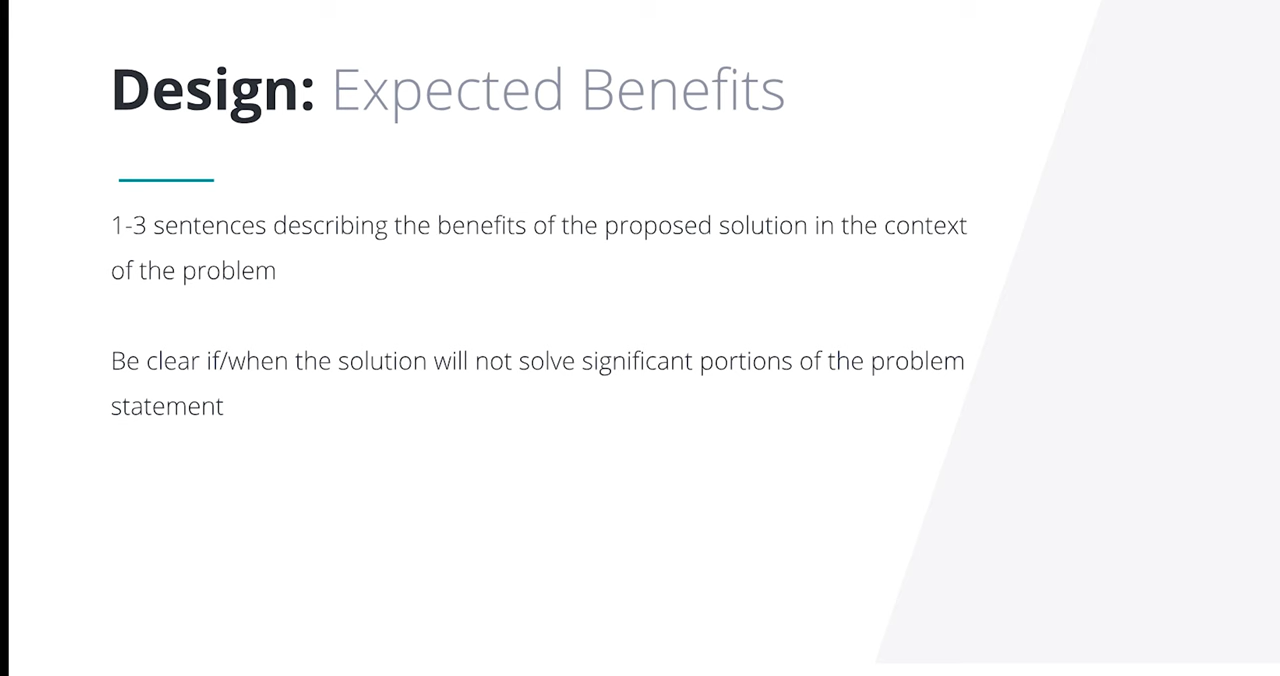 Design: Expected Benefits
1-3 sentences describing the benefits of the proposed solution in the context
of the problem
Be clear if/when the solution will not solve significant portions of the problem
statement